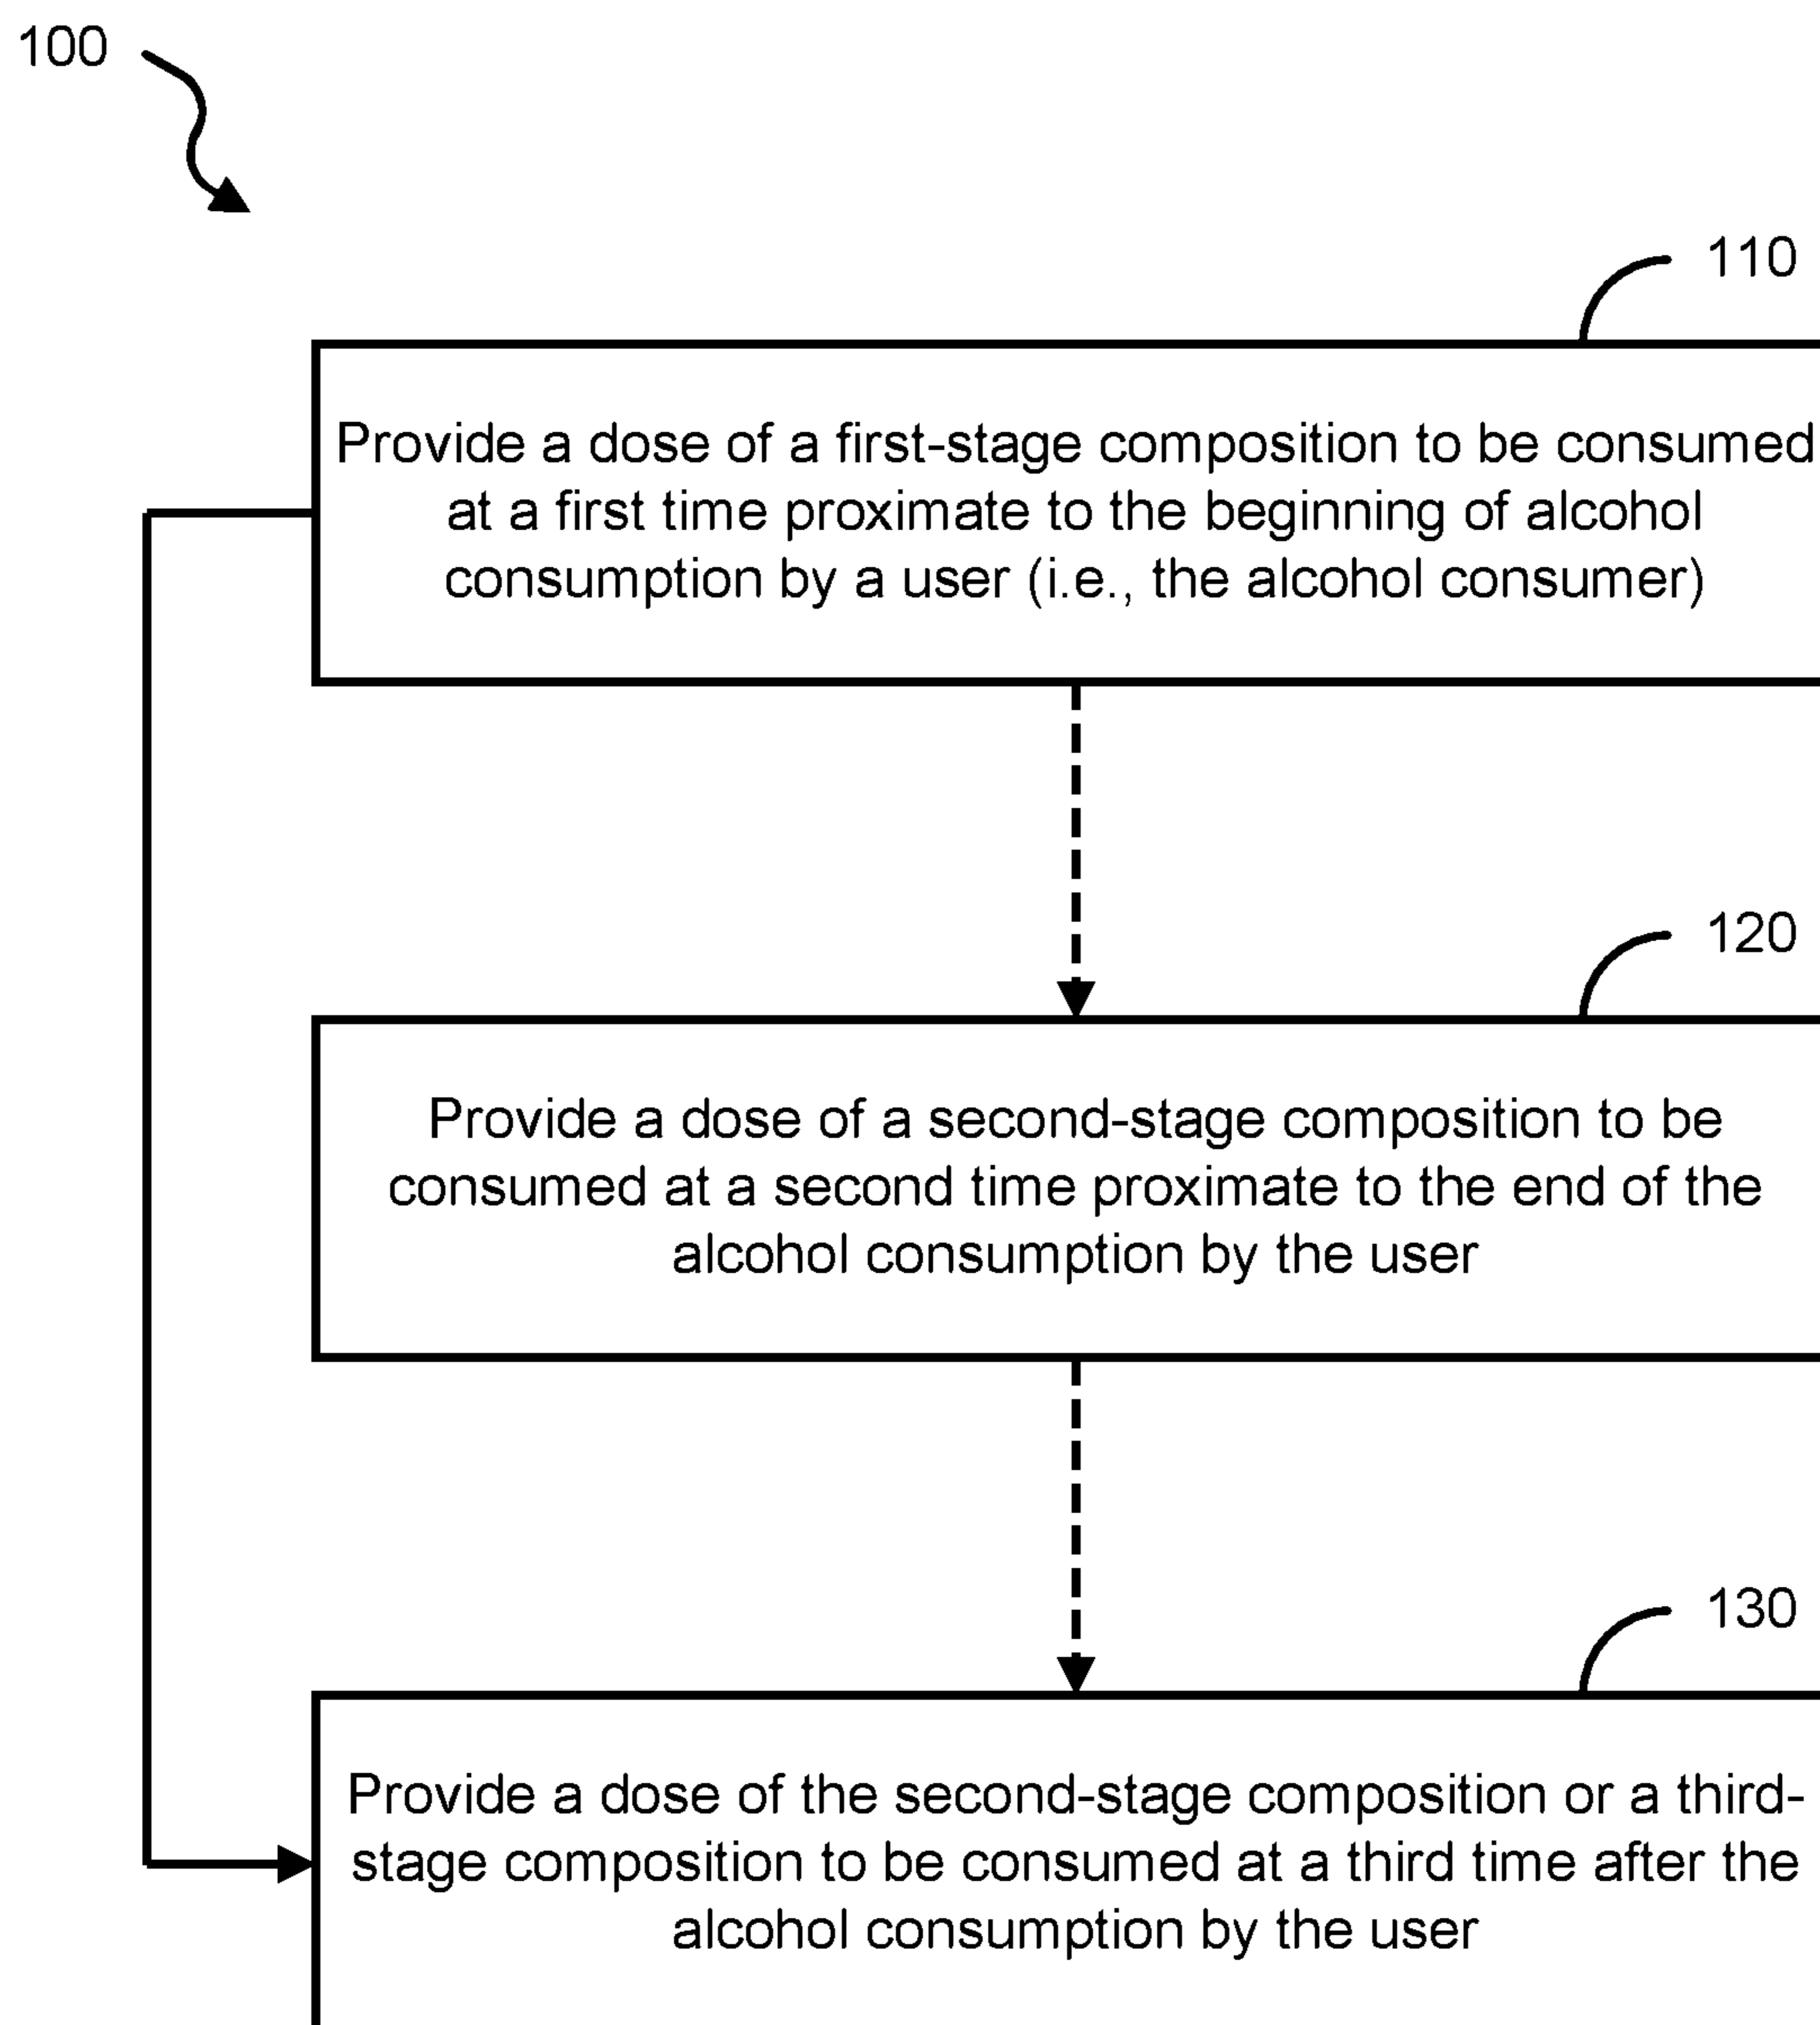 100
110
Provide a dose of a first-stage composition to be consumed
at a first time proximate to the beginning of alcohol
consumption by a user (i.e., the alcohol consumer)
120
Provide a dose of a second-stage composition to be
consumed at a second time proximate to the end of the
alcohol consumption by the user
130
Provide a dose of the second-stage composition or a third-
stage composition to be consumed at a third time after the
alcohol consumption by the user